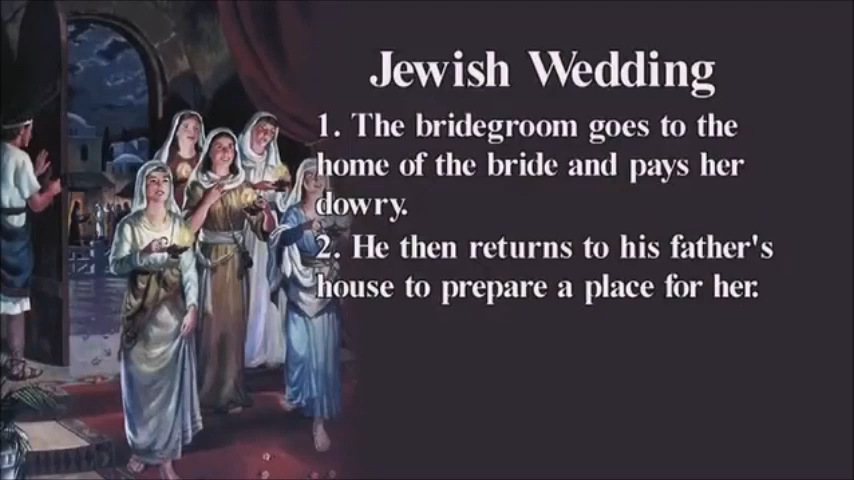 Jewish Wedding
1. The bridegroom goes to the
home of the bride and pays her
dowry.
2. He then returns to his father's
house to prepare a place for her.